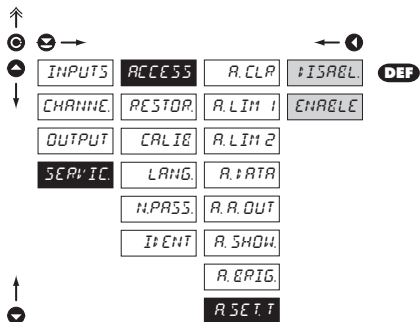 INPUTS ACCESS A. CLR DISABL. DEF
CHANNE. RESTOR. A. LIM 1 ENABLE
OUTPUT CALIB A. LIM 2
SERVIC. LANG. A. DATA
N.PASS. A. A. OUT
IDENT A. SHOW.
A. BRIG.
A.SET. T